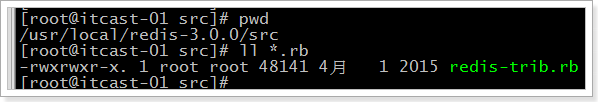 [root@itcast-01 src]# pwd
/usr/local/redis-3.0.0/src
[root@itcast-01 src]# ll *.rb
-rwxrwxr-x. 1 root root 48141 4月   1 2015 redis-trib.rb
[root@itcast-01 src]#